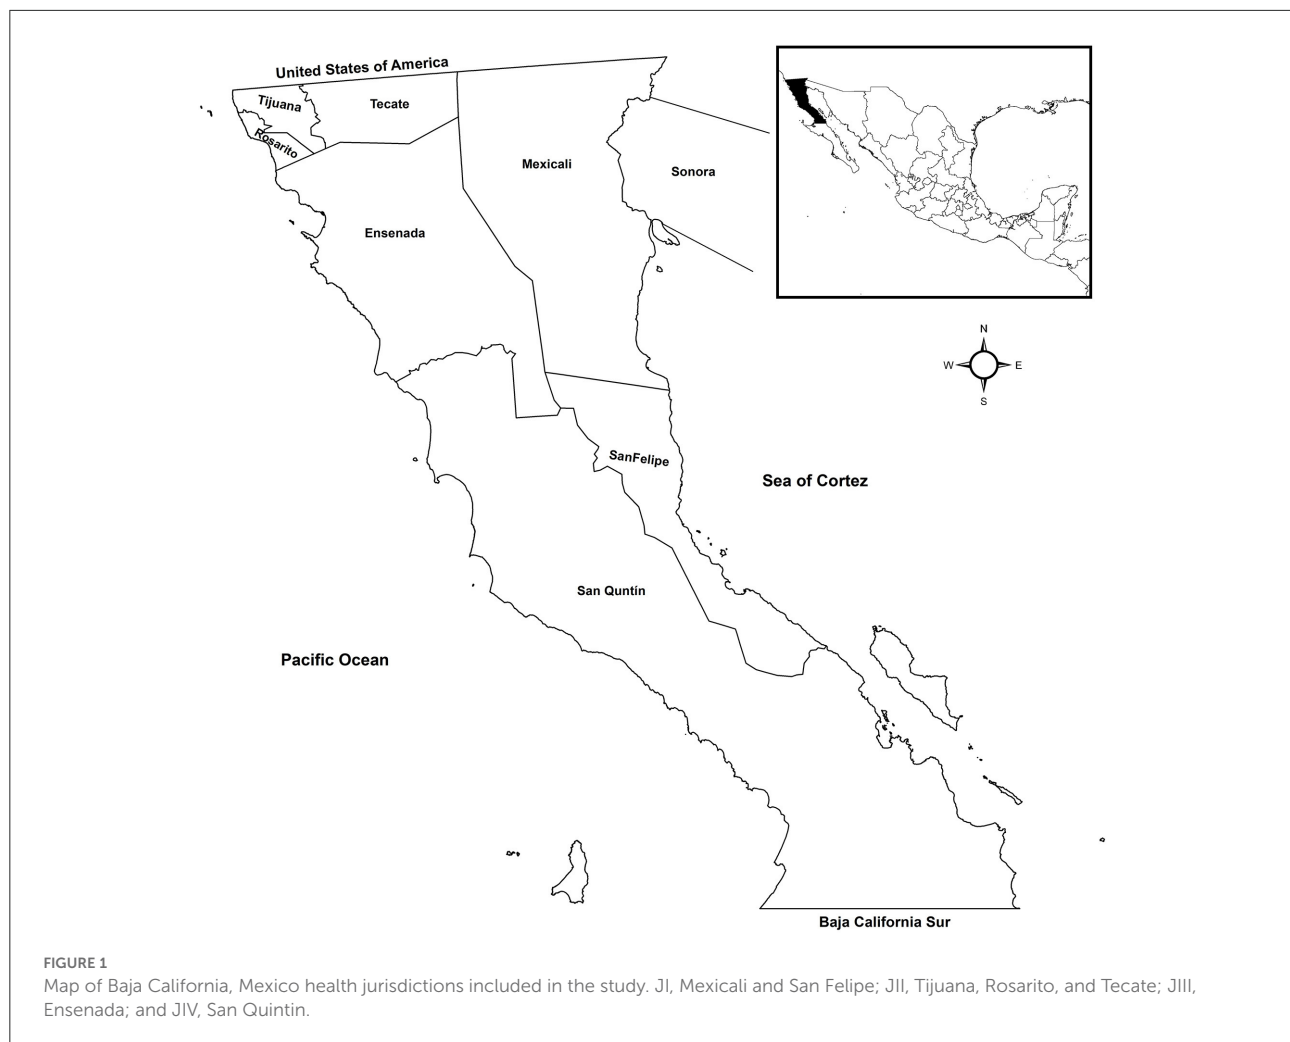 United States of America
Tijuana
Tecate
Rosarito
Mexicali
Sonora
Ensenada
N
W
E
S
SanFelipe
Sea of Cortez
San Quntín
Pacific Ocean
Baja California Sur
FIGURE 1
Map of Baja California, Mexico health jurisdictions included in the study. JI, Mexicali and San Felipe; JII, Tijuana, Rosarito, and Tecate; JIII,
Ensenada; and JIV, San Quintin.